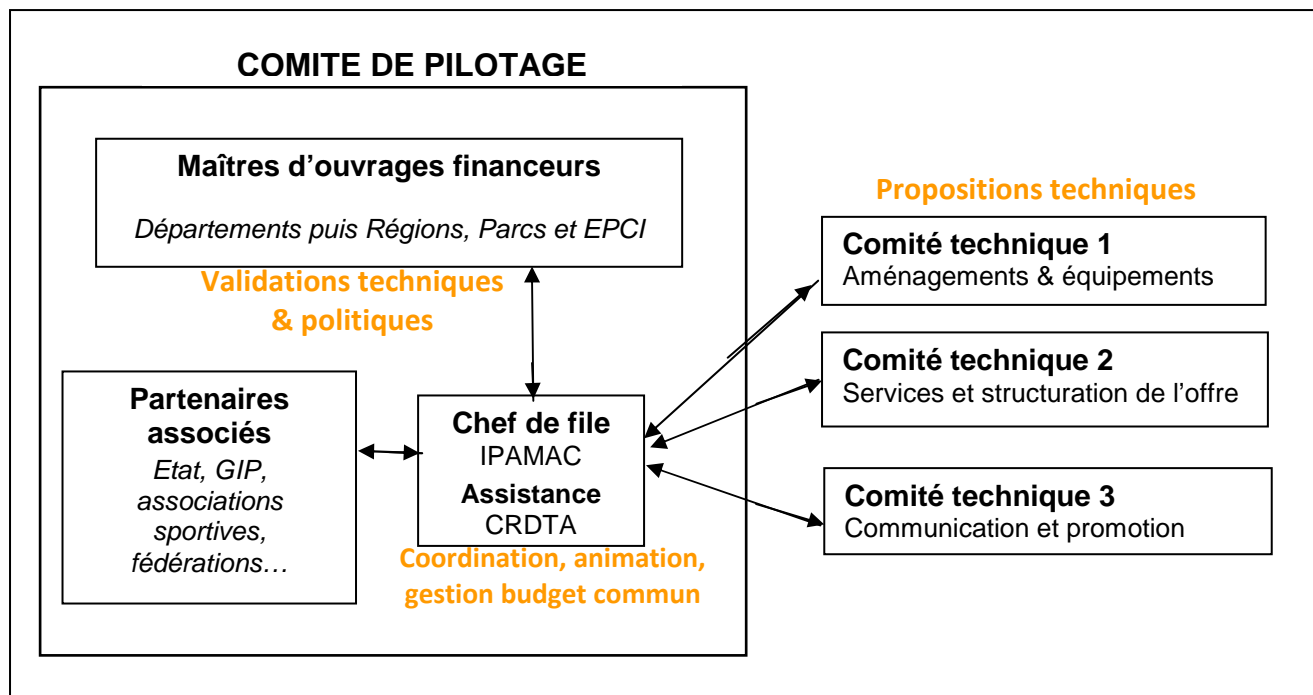 COMITE DE PILOTAGE
Maîtres d’ouvrages financeurs
Départements puis Régions, Parcs et EPCI
Validations techniques
& politiques
Partenaires
associés
Etat, GIP,
associations
sportives,
fédérations…
Chef de file
IPAMAC
Assistance
CRDTA
Coordination, animation,
gestion budget commun
Propositions techniques
Comité technique 1
Aménagements & équipements
Comité technique 2
Services et structuration de l’offre
Comité technique 3
Communication et promotion